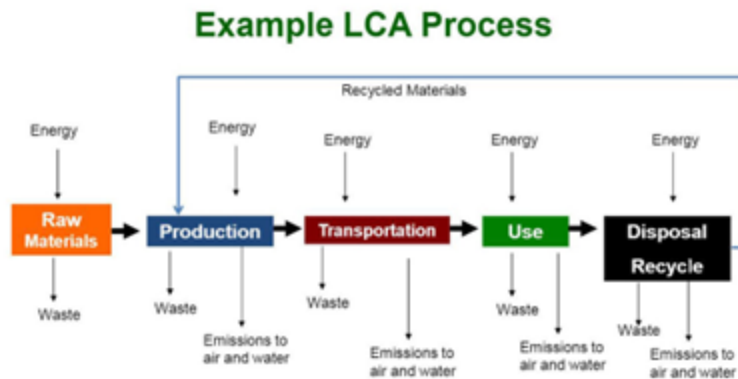 Example LCA Process
Recycled Materials
Energy
Energy
Energy
Energy
Energy
Raw
Materials
Production
Transportation
Use
Disposal
Recycle
Waste
Waste
Emissions to
air and water
Waste
Emissions to
air and water
Waste
Emissions to
air and water
Waste
Emissions to
air and water